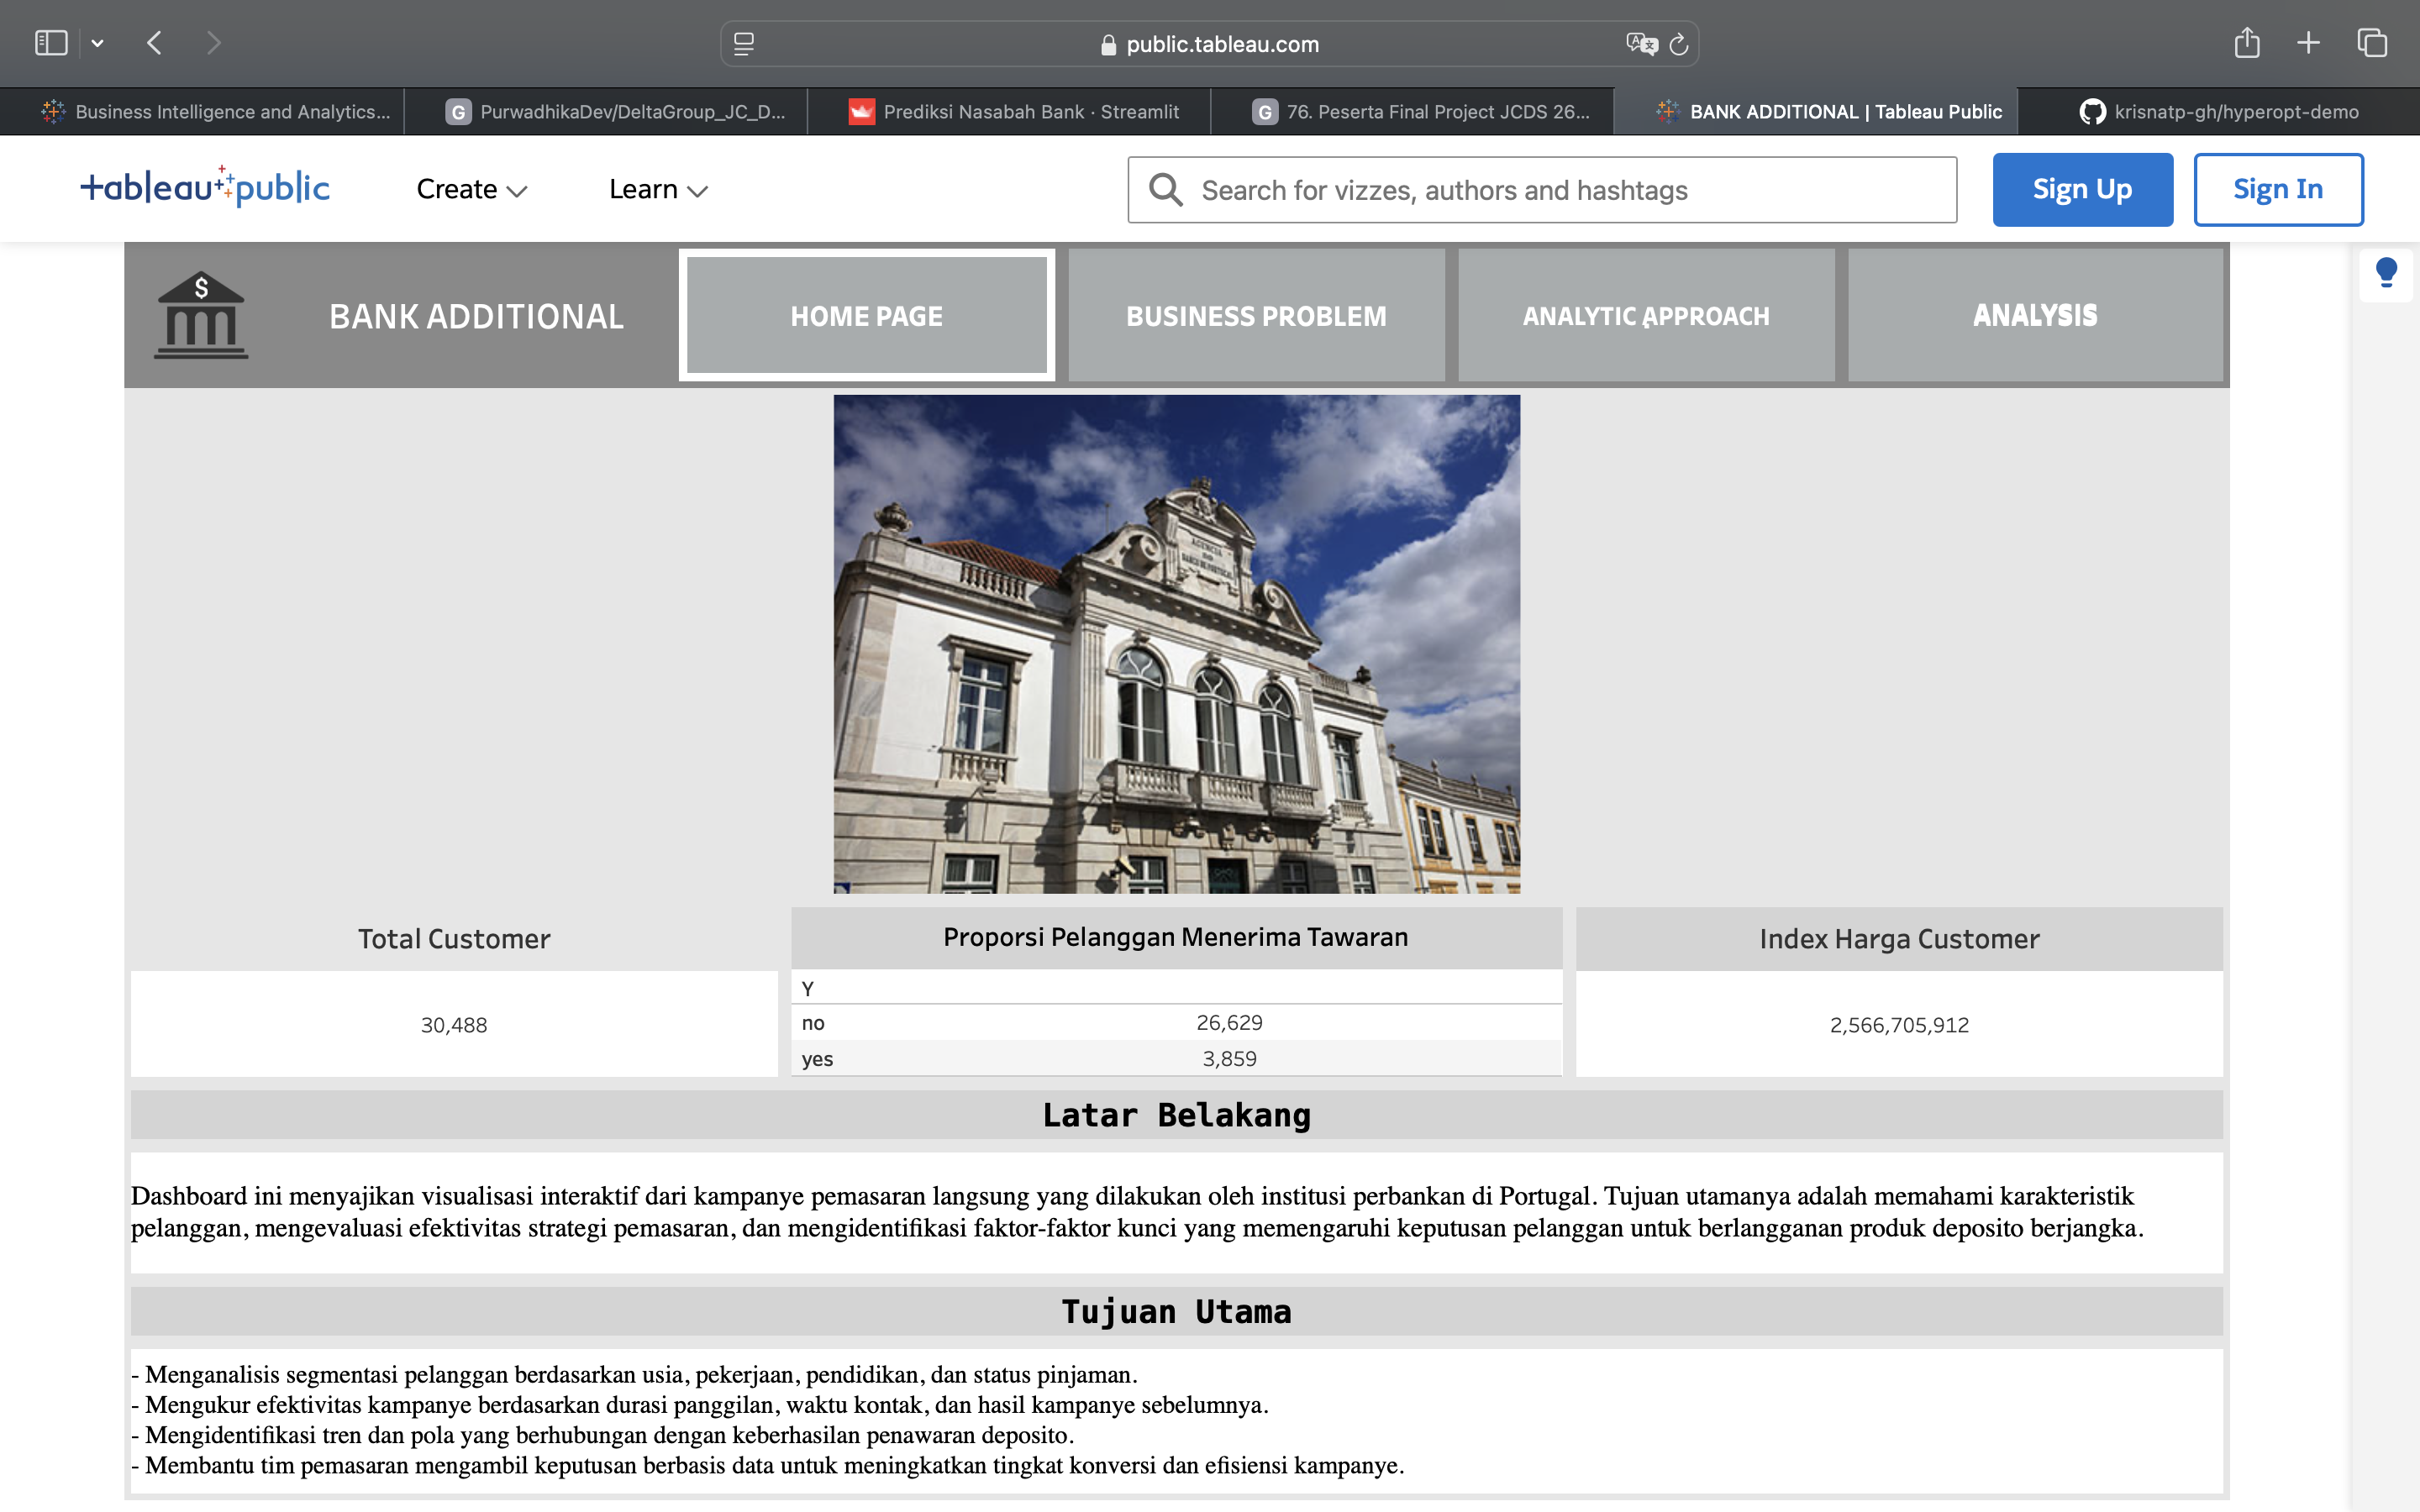 public.tableau.com
Business Intelligence and Analytics...
G PurwadhikaDev/DeltaGroup_JC_D...
Prediksi Nasabah Bank · Streamlit
G 76. Peserta Final Project JCDS 26...
BANK ADDITIONAL | Tableau Public
krisnatp-gh/hyperopt-demo
+ableau public
Create
Learn
Search for vizzes, authors and hashtags
Sign Up
Sign In
$
BANK ADDITIONAL
HOME PAGE
BUSINESS PROBLEM
ANALYTIC APPROACH
ANALYSIS
AGENCIA
DO
BANCO DE PORTUGAL
Total Customer
30,488
Proporsi Pelanggan Menerima Tawaran
Y
no 26,629
yes 3,859
Index Harga Customer
2,566,705,912
Latar Belakang
Dashboard ini menyajikan visualisasi interaktif dari kampanye pemasaran langsung yang dilakukan oleh institusi perbankan di Portugal. Tujuan utamanya adalah memahami karakteristik
pelanggan, mengevaluasi efektivitas strategi pemasaran, dan mengidentifikasi faktor-faktor kunci yang memengaruhi keputusan pelanggan untuk berlangganan produk deposito berjangka.
Tujuan Utama
- Menganalisis segmentasi pelanggan berdasarkan usia, pekerjaan, pendidikan, dan status pinjaman.
- Mengukur efektivitas kampanye berdasarkan durasi panggilan, waktu kontak, dan hasil kampanye sebelumnya.
- Mengidentifikasi tren dan pola yang berhubungan dengan keberhasilan penawaran deposito.
- Membantu tim pemasaran mengambil keputusan berbasis data untuk meningkatkan tingkat konversi dan efisiensi kampanye.